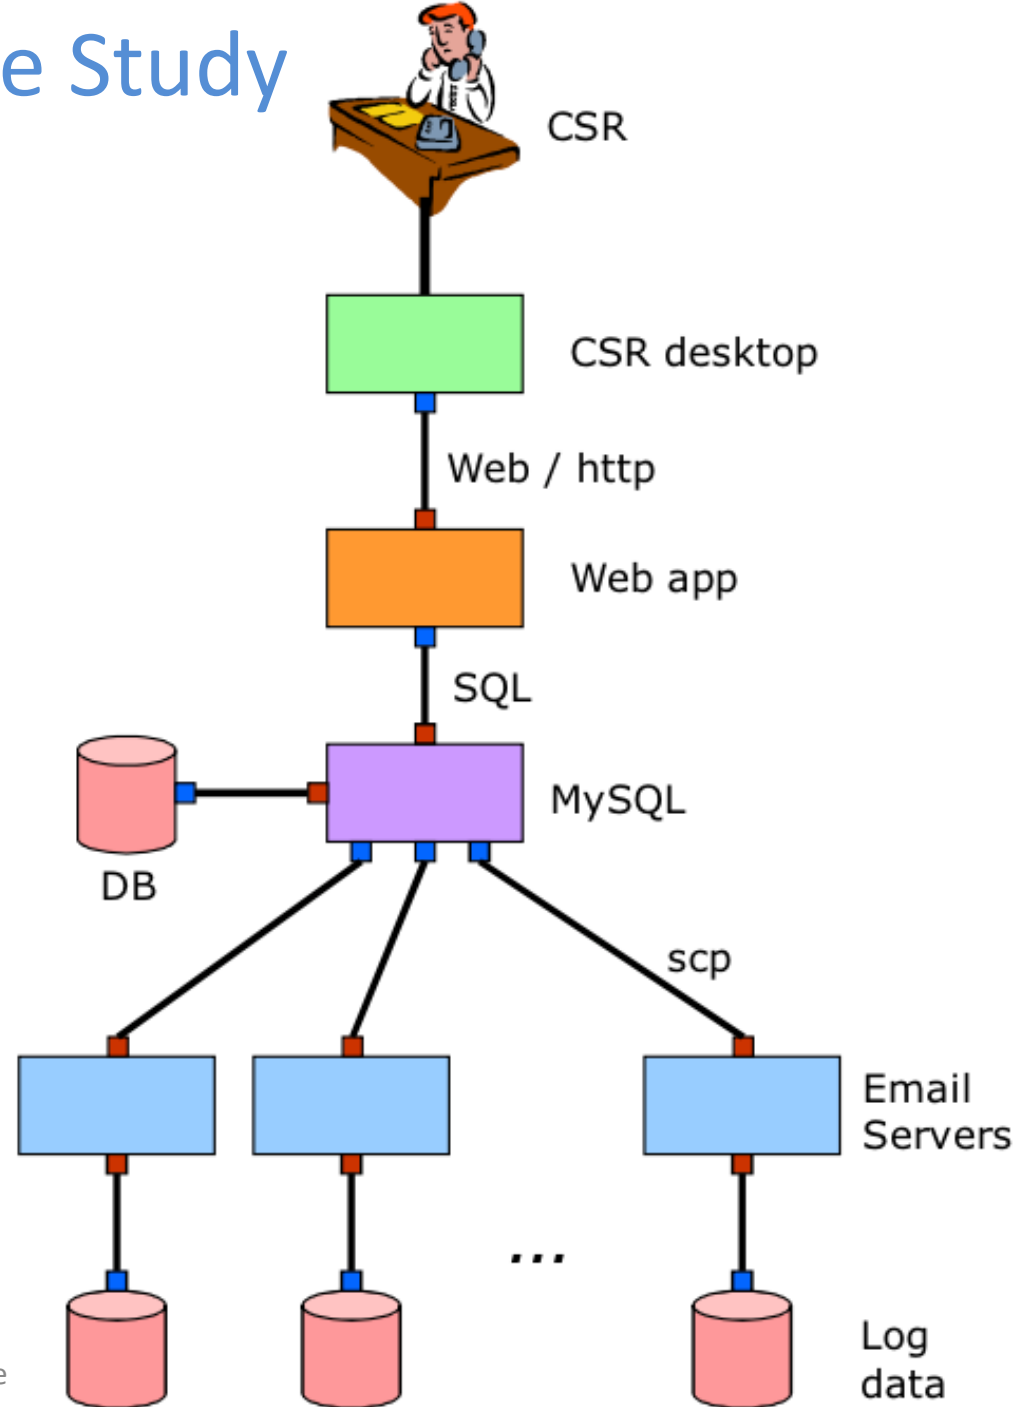 e Study
CSR
CSR desktop
Web / http
Web app
SQL
MySQL
DB
scp
Email
Servers
...
Log
data
e